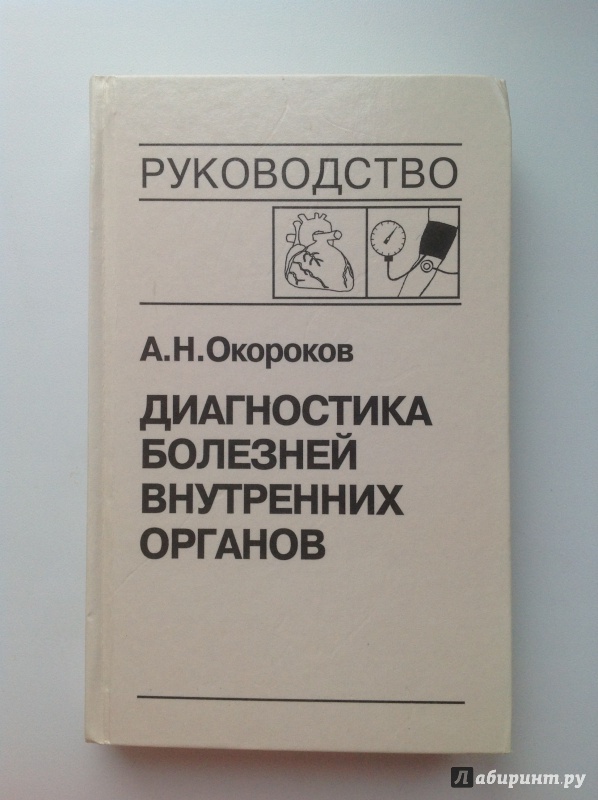 РУКОВОДСТВО
А.Н.Окороков
ДИАГНОСТИКА
БОЛЕЗНЕЙ
ВНУТРЕННИХ
ОРГАНОВ
Лабиринт.ру